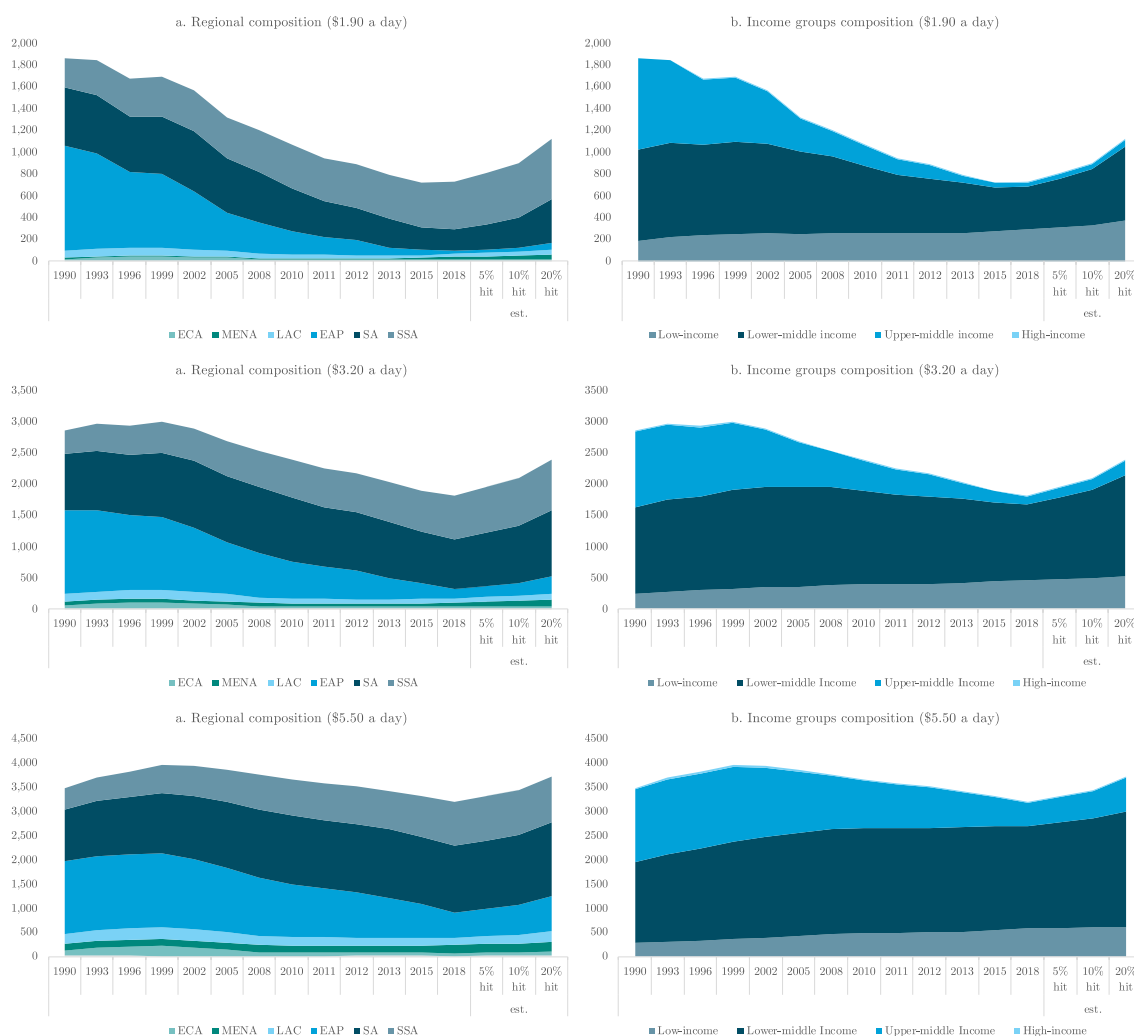 a. Regional composition ($1.90 a day)
2,000
1,800
1,600
1,400
1,200
1,000
800
600
400
200
0
1990 1993 1996 1999 2002 2005 2008 2010 2011 2012 2013 2015 2018 5% hit 10% hit 20% hit
est.
ECA MENA LAC EAP SA SSA
b. Income groups composition ($1.90 a day)
2000
1,800
1,600
1,400
1,200
1,000
800
600
400
200
0
1990 1993 1996 1999 2002 2005 2008 2010 2011 2012 2013 2015 2018 5% hit 10% hit 20% hit
est.
Low-income Lower-middle income Upper-middle income High-income
a. Regional composition ($3.20 a day)
3,500
3,000
2,500
2,000
1,500
1,000
500
0
1990 1993 1996 1999 2002 2005 2008 2010 2011 2012 2013 2015 2018 5% hit 10% hit 20% hit
est.
ECA MENA LAC EAP SA SSA
b. Income groups composition ($3.20 a day)
3500
3000
2500
2000
1500
1000
500
0
1990 1993 1996 1999 2002 2005 2008 2010 2011 2012 2013 2015 2018 5% hit 10% hit 20% hit
est.
Low-income Lower-middle Income Upper-middle Income High-income
a. Regional composition ($5.50 a day)
4,500
4,000
3,500
3,000
2,500
2,000
1,500
1,000
500
0
1990 1993 1996 1999 2002 2005 2008 2010 2011 2012 2013 2015 2018 5% hit 10% hit 20% hit
est.
ECA MENA LAC EAP SA SSA
b. Income groups composition ($5.50 a day)
4500
4000
3500
3000
2500
2000
1500
1000
500
0
1990 1993 1996 1999 2002 2005 2008 2010 2011 2012 2013 2015 2018 5% hit 10% hit 20% hit
est.
Low-income Lower-middle Income Upper-middle Income High-income